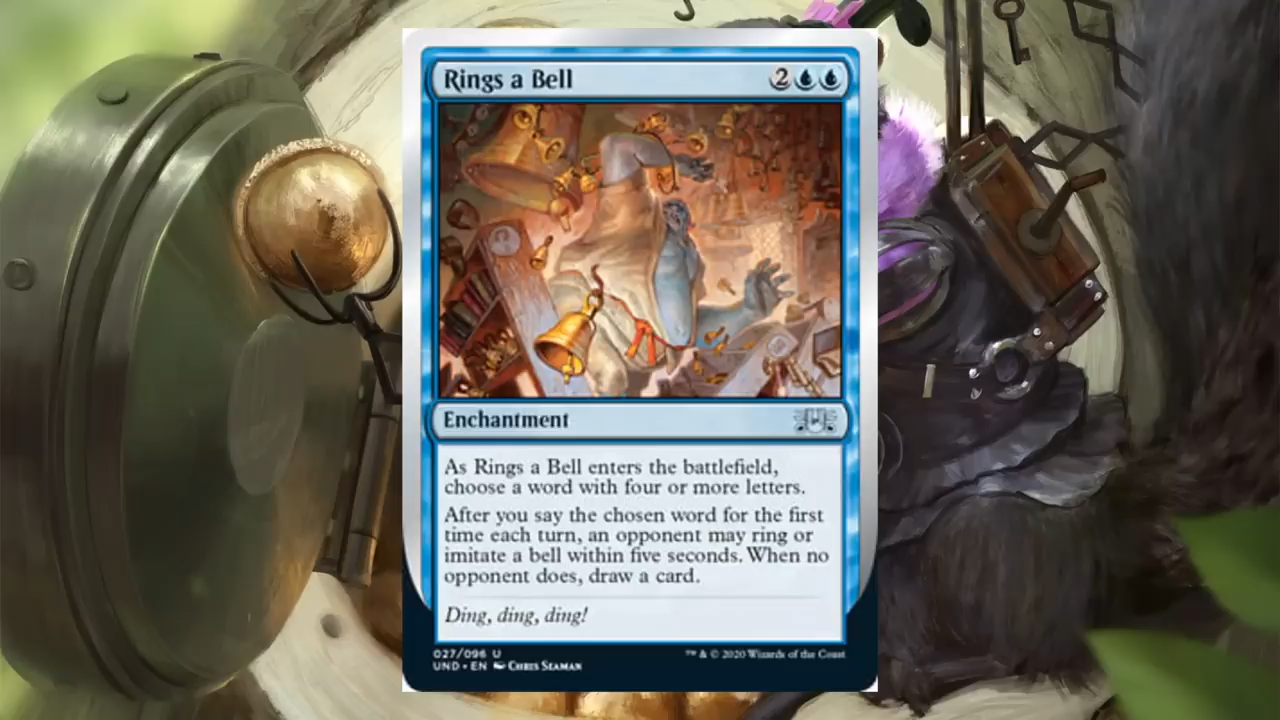 Rings a Bell 2
Enchantment
As Rings a Bell enters the battlefield,
choose a word with four or more letters.
After you say the chosen word for the first
time each turn, an opponent may ring or
imitate a bell within five seconds. When no
opponent does, draw a card.
Ding, ding, ding!
027/096 U
UND • EN Chris Seaman
™ & © 2020 Wizards of the Coast